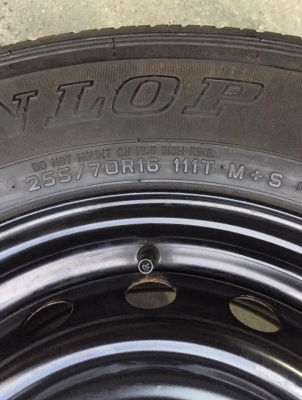 NLOP
DO NOT MOUNT ON 16.5 INCH RIMS.
255/70R16 111T M+S